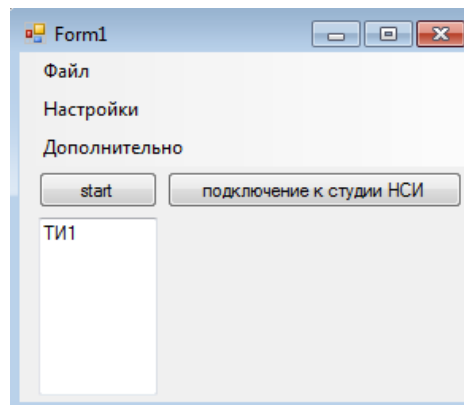 Form1
Файл
Настройки
Дополнительно
start подключение к студии НСИ
ТИ1